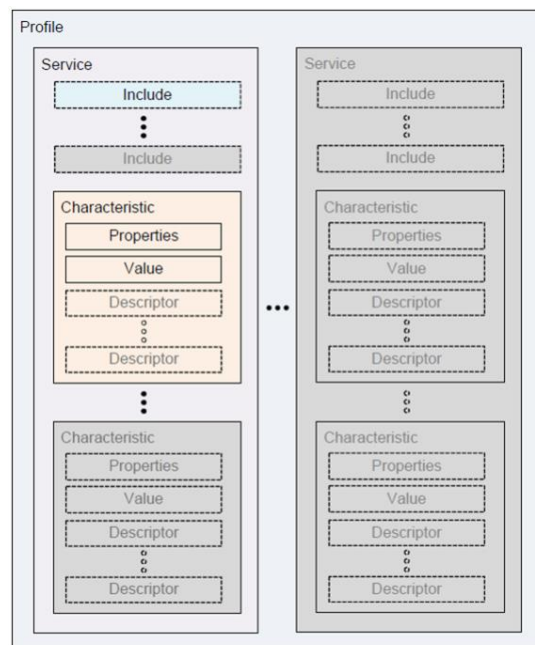 Profile
Service
Include
Include
Characteristic
Properties
Value
Descriptor
Descriptor
Characteristic
Properties
Value
Descriptor
Descriptor
Service
Include
Include
Characteristic
Properties
Value
Descriptor
Descriptor
Characteristic
Properties
Value
Descriptor
Descriptor